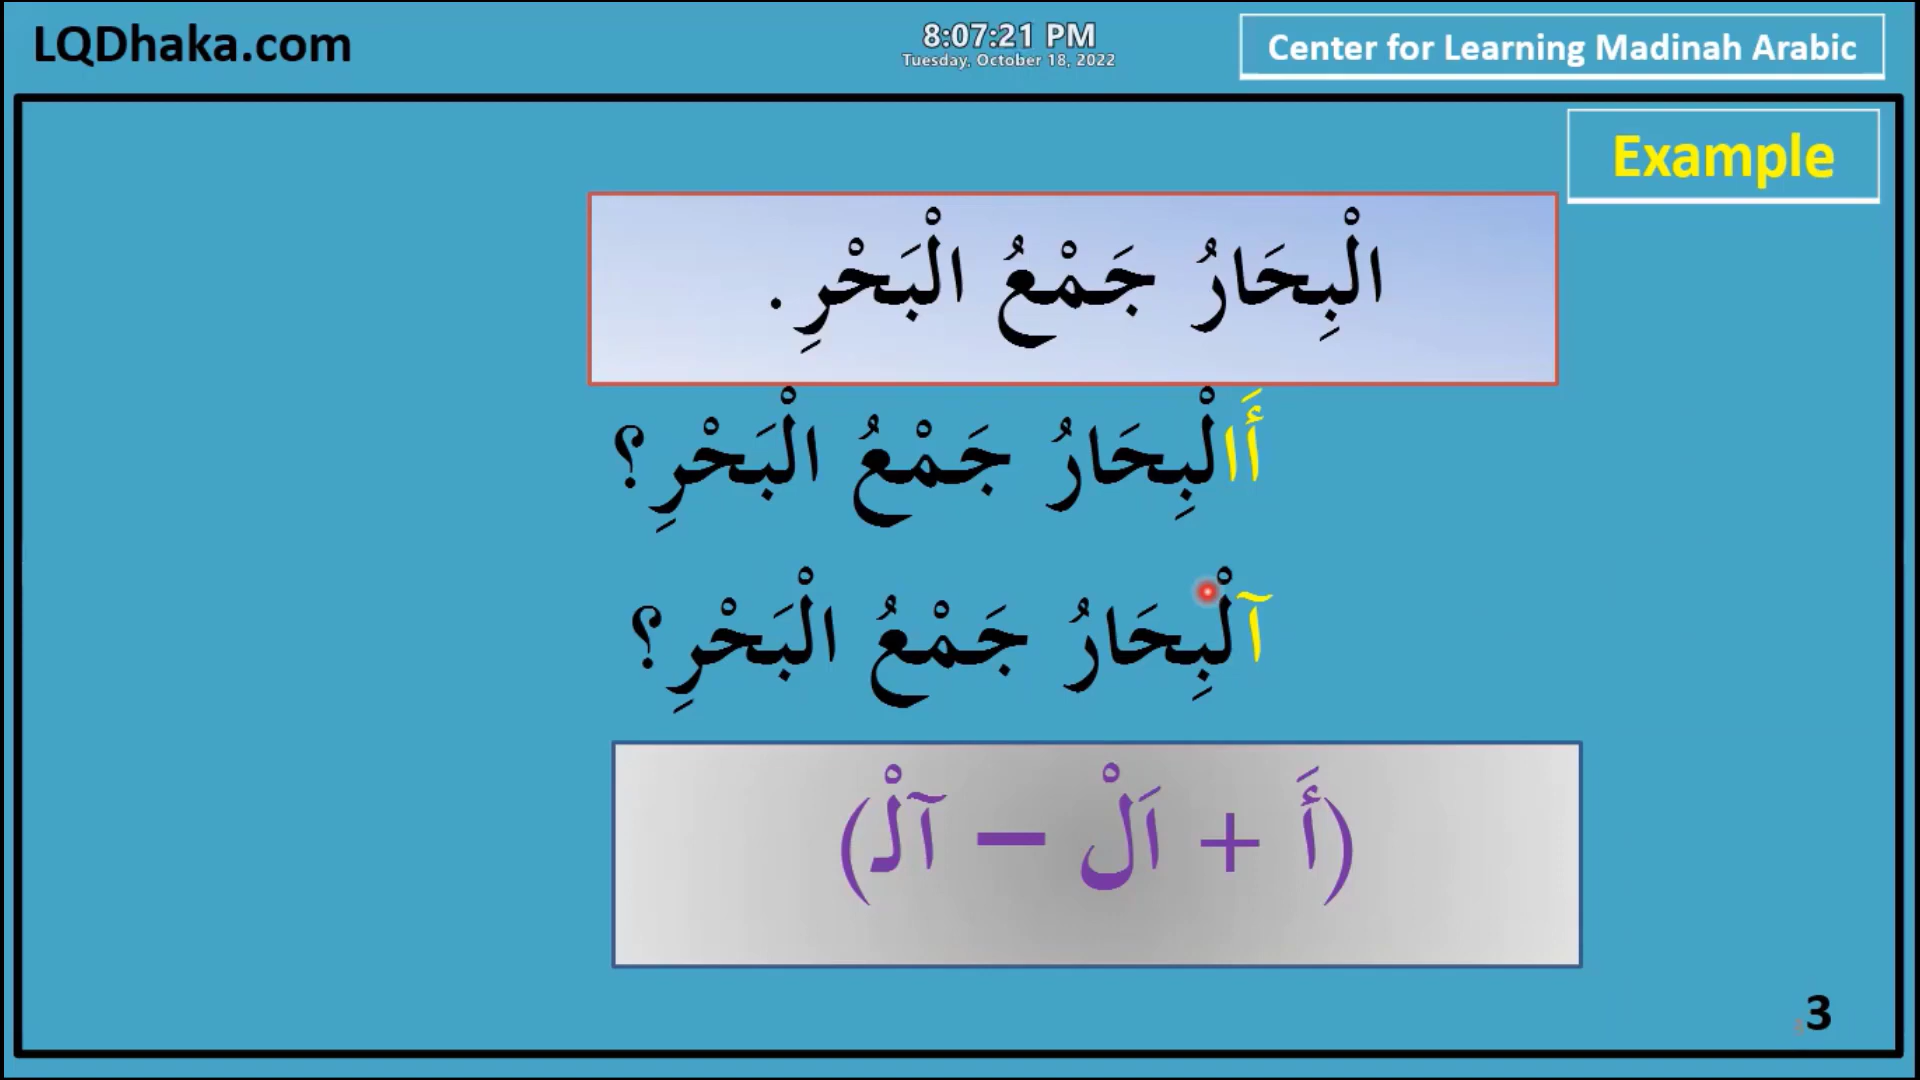 LQDhaka.com
8:07:21 PM
Tuesday, October 18, 2022
Center for Learning Madinah Arabic
Example
الْبِحَارُ جَمْعُ الْبَحْرِ.
أَالْبِحَارُ جَمْعُ الْبَحْرِ؟
آلْبِحَارُ جَمْعُ الْبَحْرِ؟
(أَ + اَلْ – آلْـ)
3